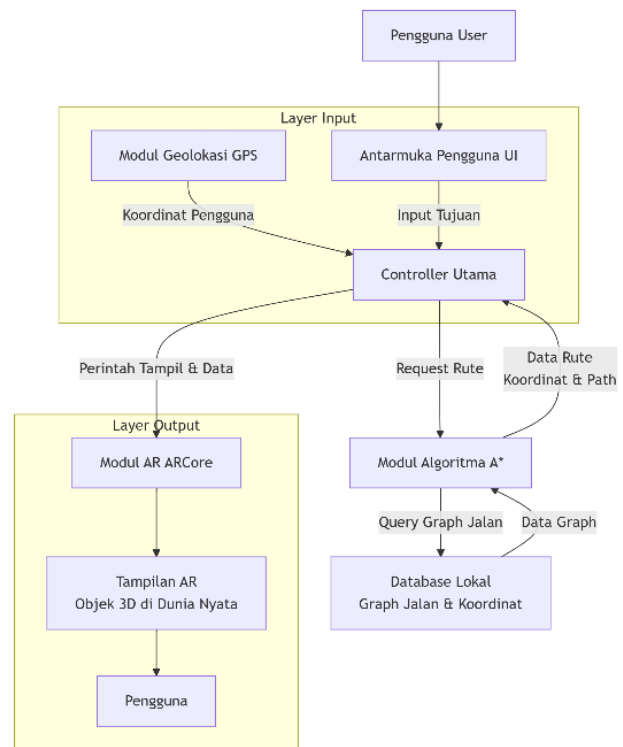 Pengguna User
Layer Input
Modul Geolokasi GPS
Antarmuka Pengguna UI
Koordinat Pengguna
Input Tujuan
Controller Utama
Perintah Tampil & Data
Request Rute
Data Rute
Koordinat & Path
Layer Output
Modul AR ARCore
Modul Algoritma A*
Query Graph Jalan
Data Graph
Tampilan AR
Objek 3D di Dunia Nyata
Database Lokal
Graph Jalan & Koordinat
Pengguna